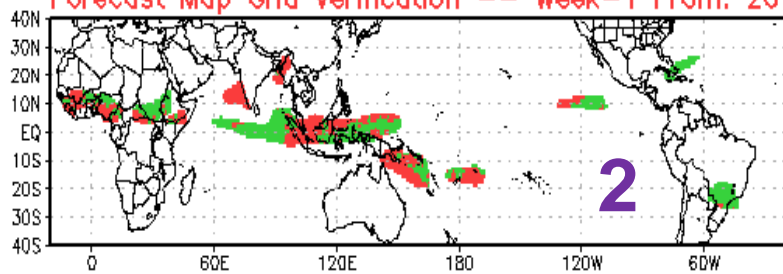 Forecast Map Grid Verification -- Week-1 From: 20
40N
30N
20N
10N
EQ
10S
20S
30S
40S
2
0 60E 120E 180 120W 60W